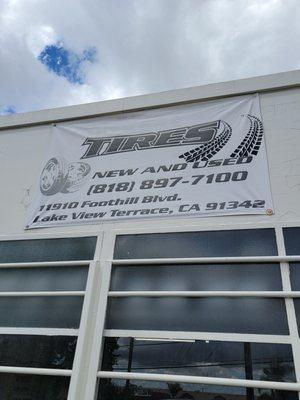 TIRES
NEW AND USED
(818) 897-7100
11910 Foothill Blvd.
Lake View Terrace, CA 91342